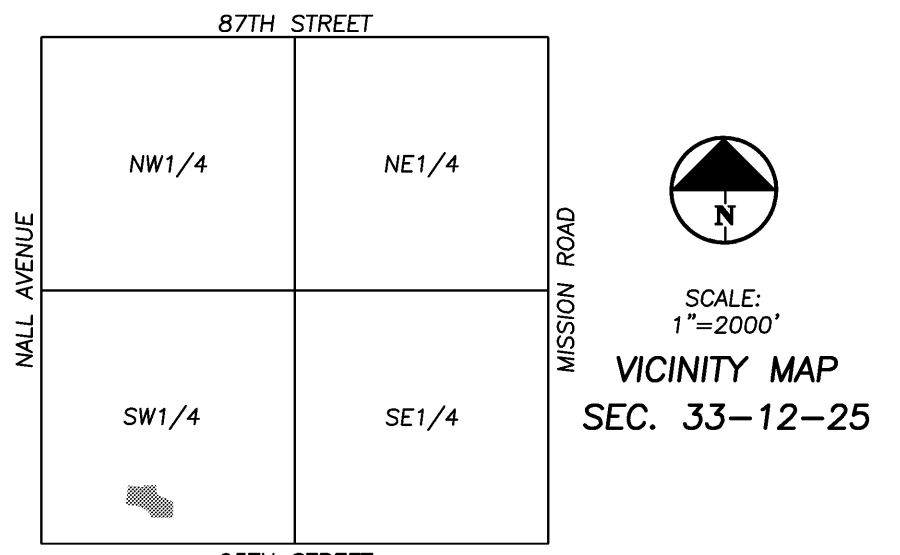 87TH STREET
NW1/4
NE1/4
NALL AVENUE
MISSION ROAD
N
SCALE:
1"=2000'
VICINITY MAP
SEC. 33-12-25
SW1/4
SE1/4
STREET